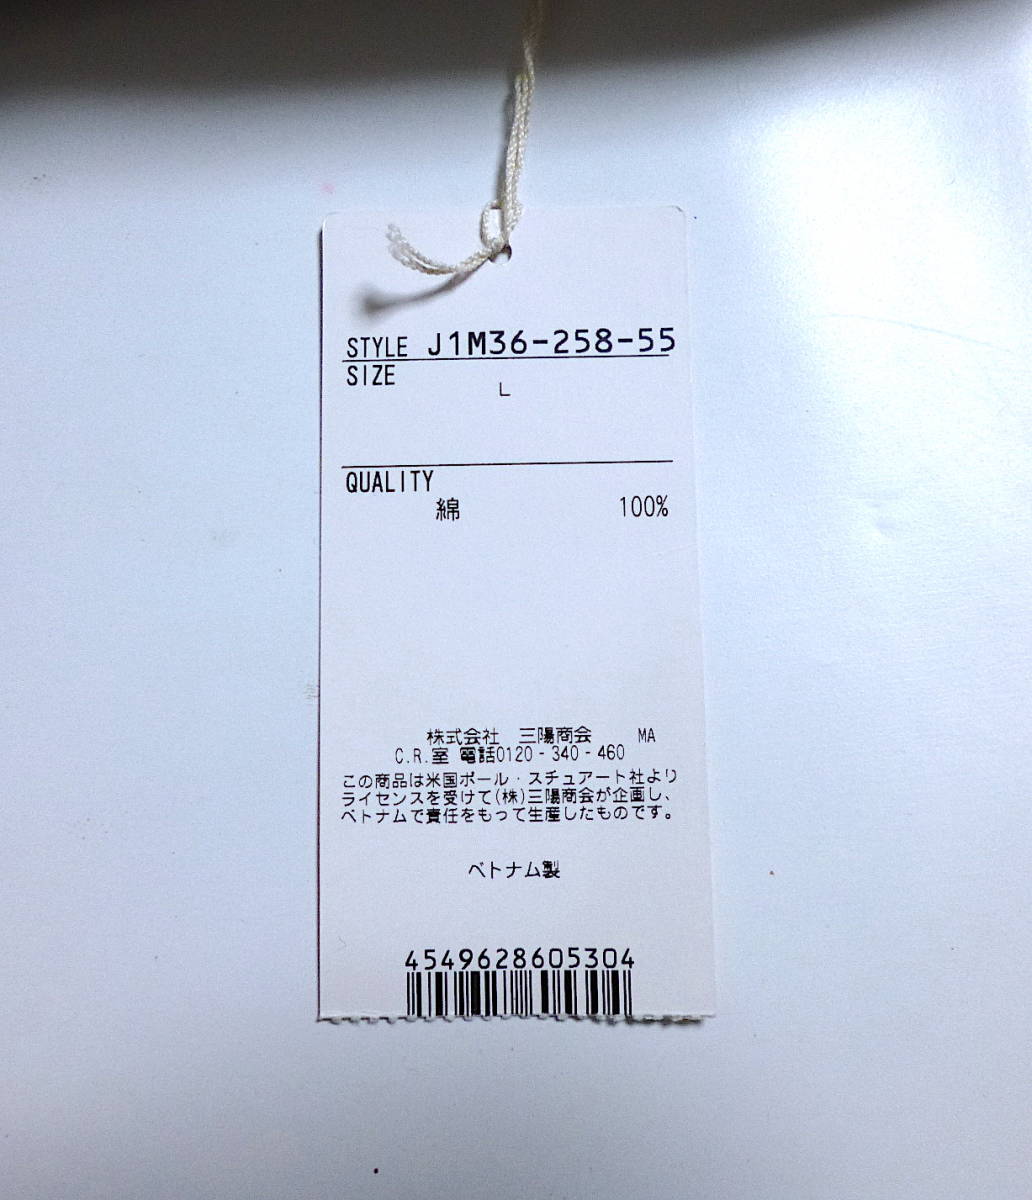 STYLE J1M36-258-55
SIZE
L
QUALITY
綿 100%
株式会社 三陽商会 MA
C.R.室 電話0120-340-460
この商品は米国ポール・スチュアート社より
ライセンスを受けて(株)三陽商会が企画し、
ベトナムで責任をもって生産したものです。
ベトナム製
4549628605304